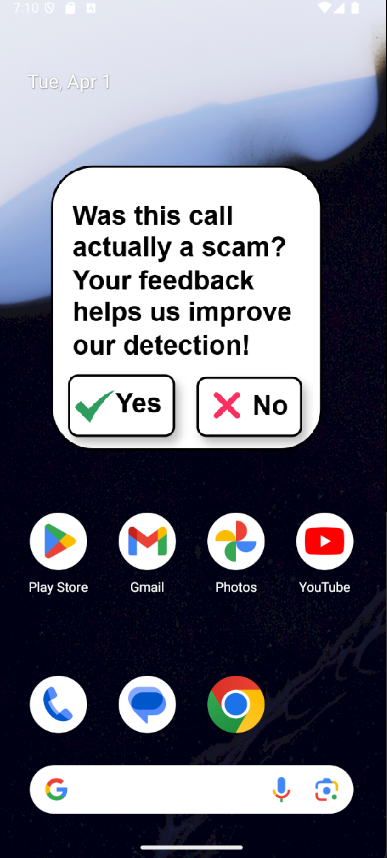 7:10
Tue, Apr 1
Was this call
actually a scam?
Your feedback
helps us improve
our detection!
Yes No
Play Store Gmail Photos YouTube